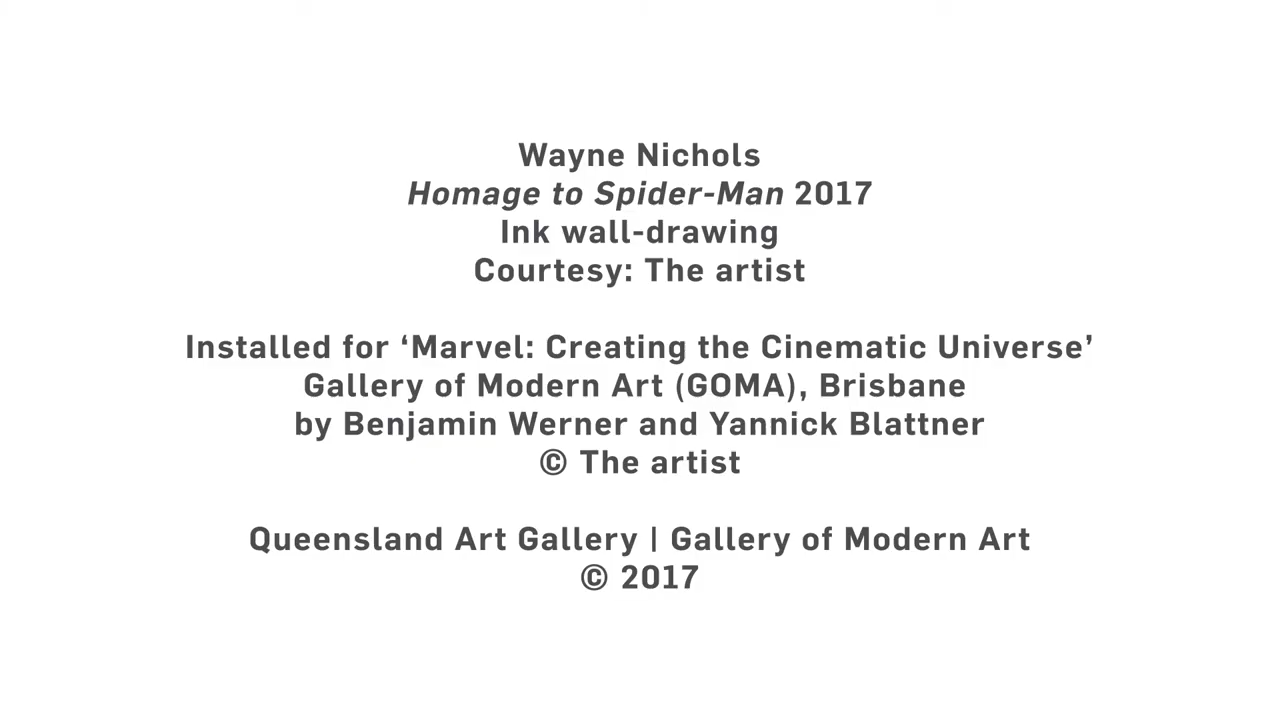 Wayne Nichols
Homage to Spider-Man 2017
Ink wall-drawing
Courtesy: The artist
Installed for ‘Marvel: Creating the Cinematic Universe’
Gallery of Modern Art (GOMA), Brisbane
by Benjamin Werner and Yannick Blattner
© The artist
Queensland Art Gallery | Gallery of Modern Art
© 2017